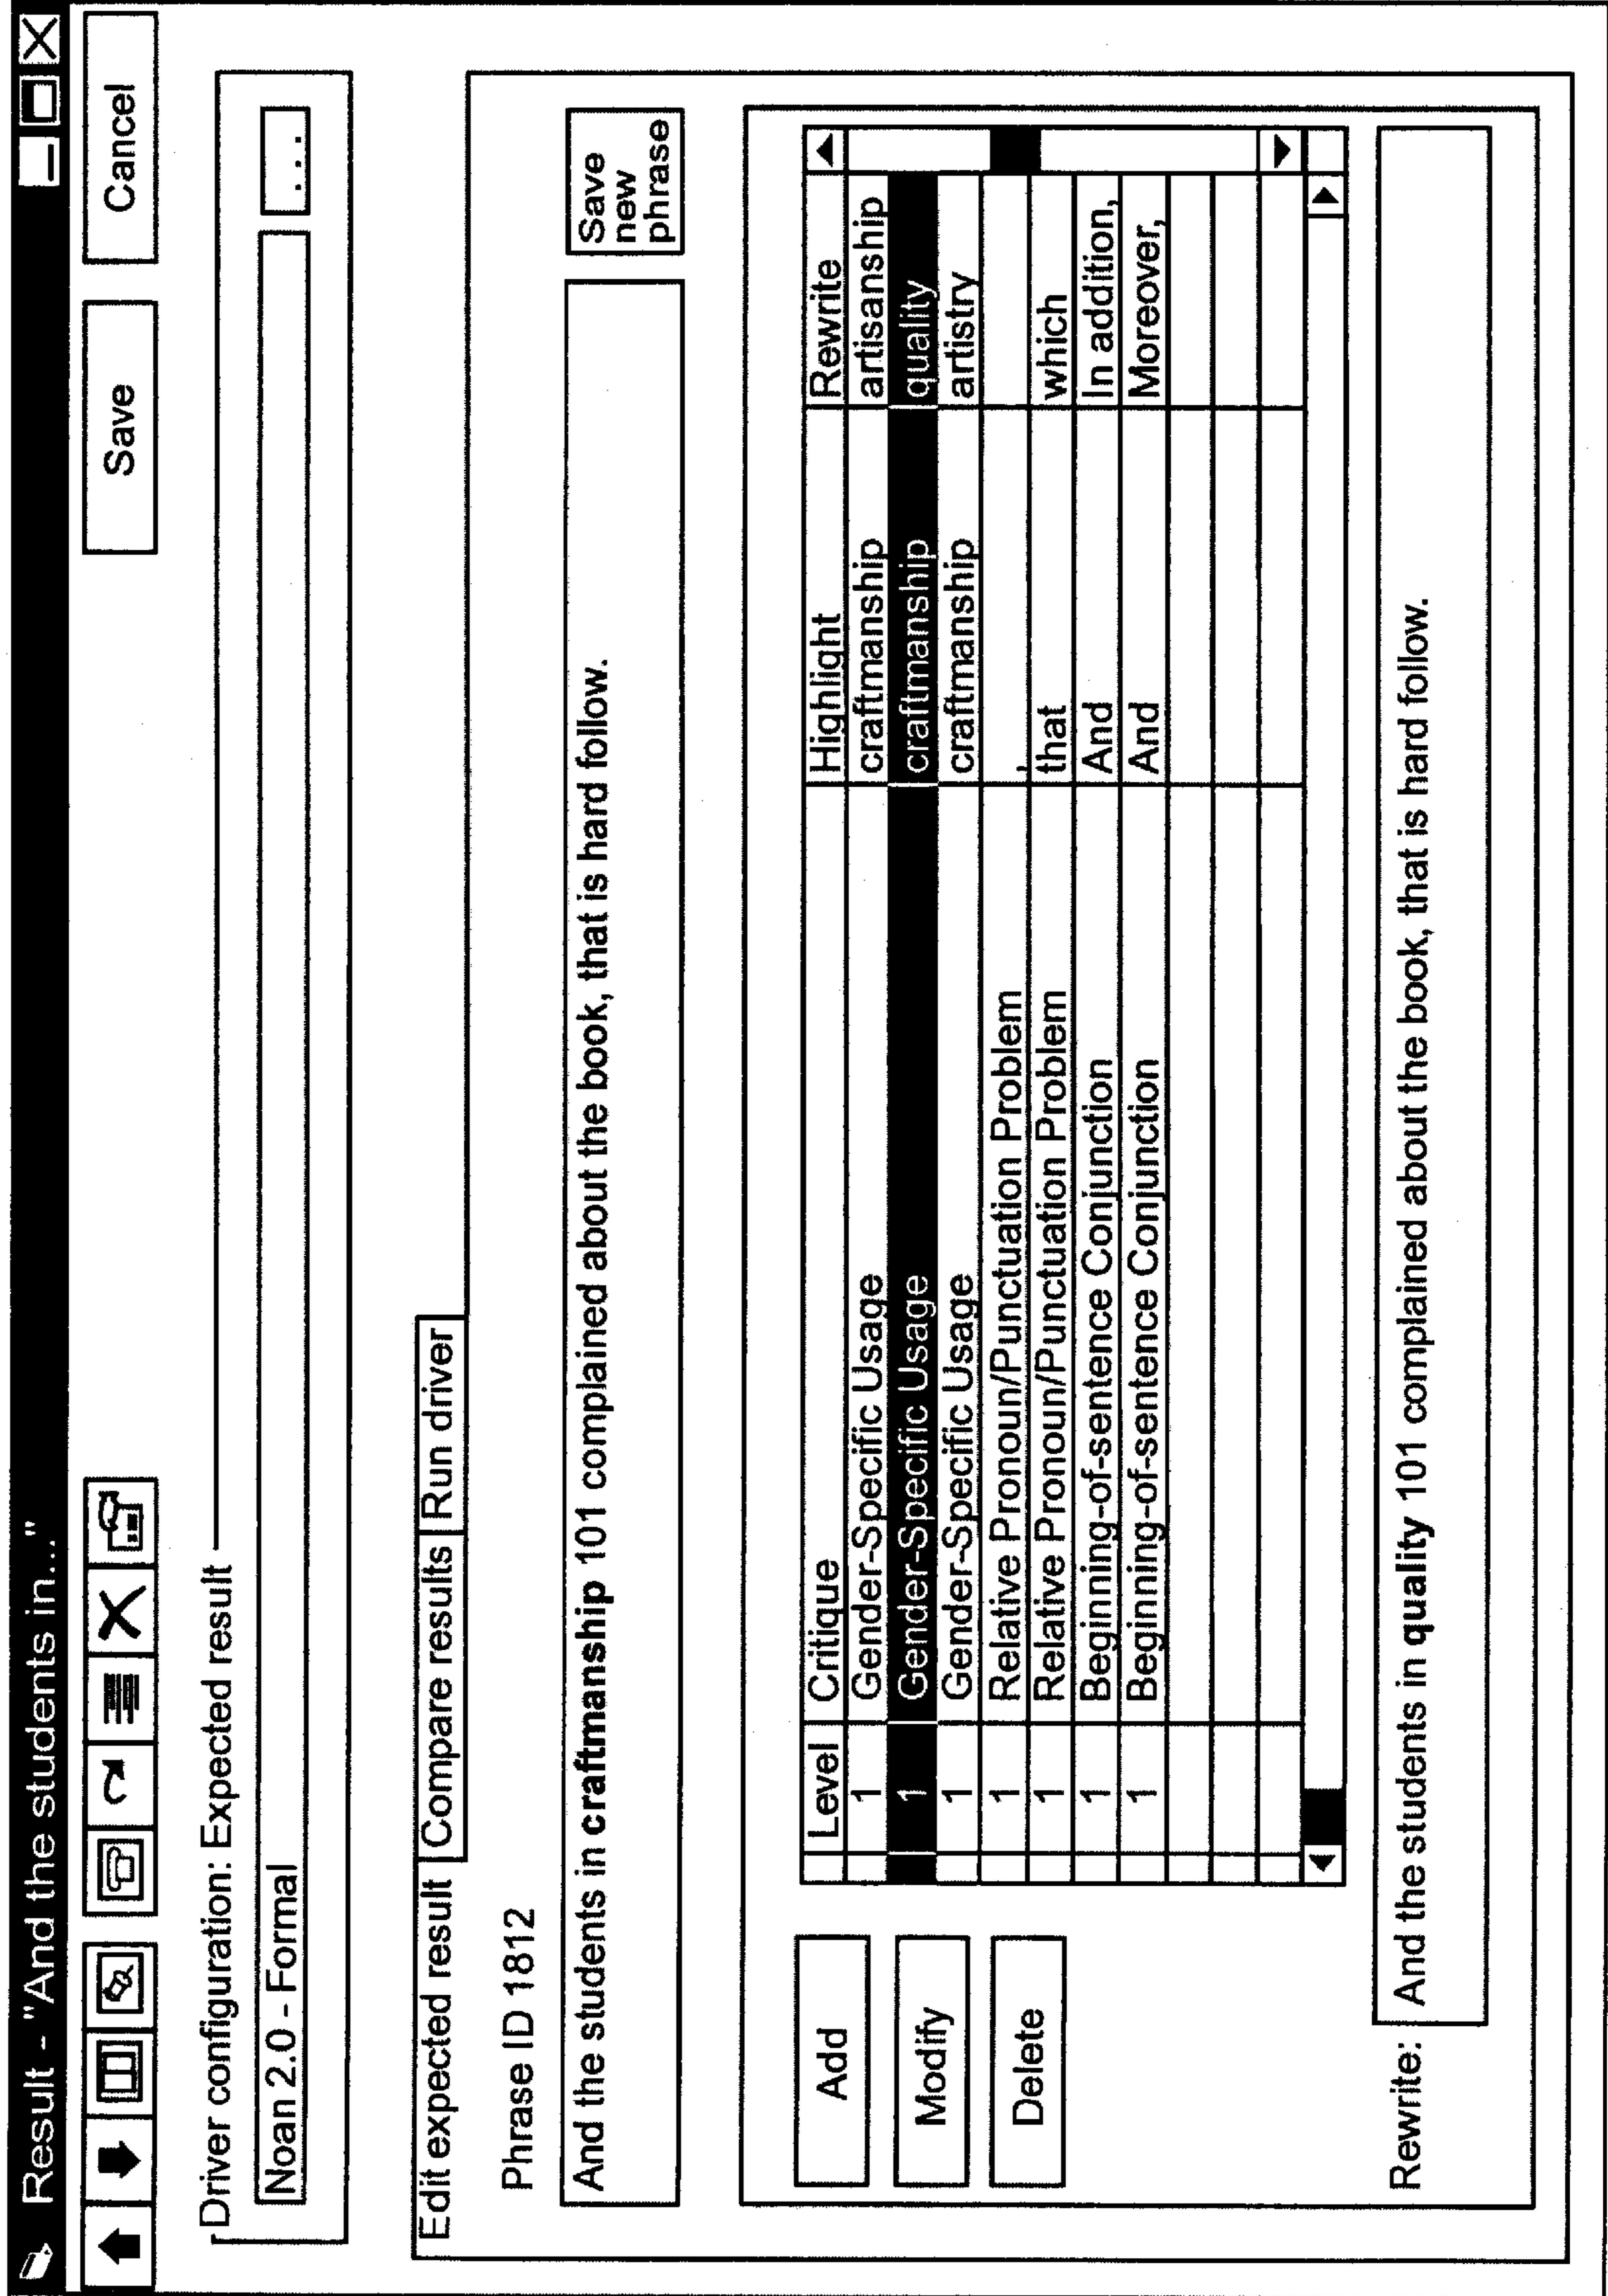 Result - "And the students in..."
Save Cancel
Driver configuration: Expected result
Noan 2.0 - Formal ...
Edit expected result Compare results Run driver
Phrase ID 1812
And the students in craftmanship 101 complained about the book, that is hard follow.
Save
new
phrase
Add
Modify
Delete
Level Critique Highlight Rewrite
1 Gender-Specific Usage craftmanship artisanship
1 Gender-Specific Usage craftmanship quality
1 Gender-Specific Usage craftmanship artistry
1 Relative Pronoun/Punctuation Problem ,
1 Relative Pronoun/Punctuation Problem that which
1 Beginning-of-sentence Conjunction And In addition,
1 Beginning-of-sentence Conjunction And Moreover,
Rewrite: And the students in quality 101 complained about the book, that is hard follow.